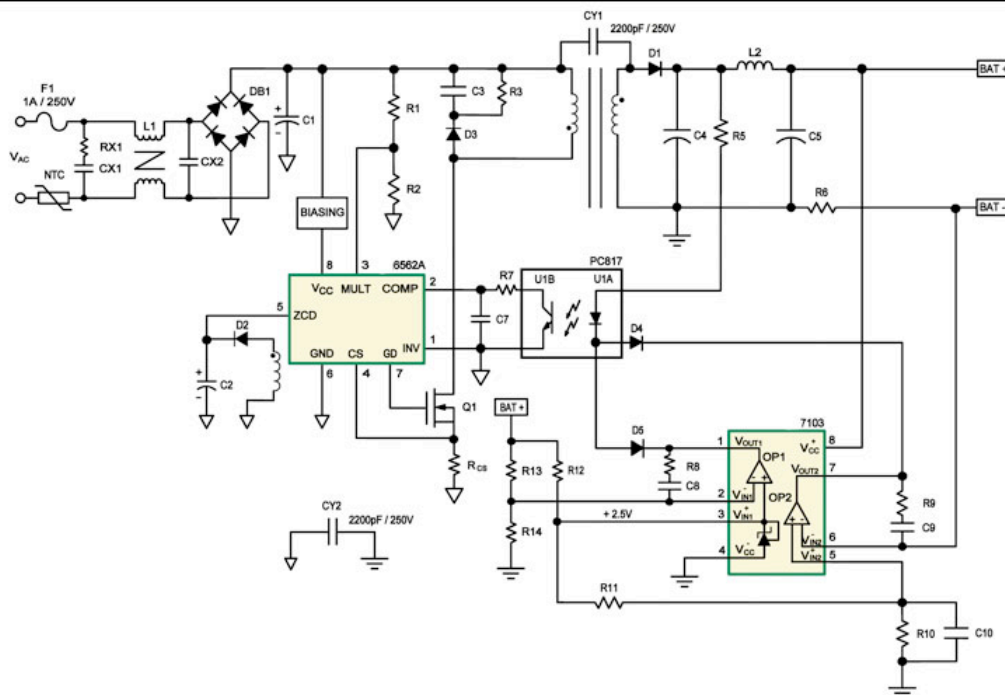 CY1
2200pF / 250V
D1
L2
BAT +
F1
1A / 250V
DB1
C3
R3
R1
L1
C1
D3
C4
R5
C5
RX1
CX1
CX2
VAC
NTC
R2
R6
BAT -
BIASING
PC817
8
3
6562A
U1B
U1A
VCC
MULT
COMP
2
R7
5
ZCD
D4
D2
C7
INV
1
GND
CS
GD
6
4
7
C2
Q1
BAT +
7103
D5
1
VOUT1
8
VCC+
OP1
RCS
R13
R12
R8
VOUT2
7
C8
OP2
2
VIN1-
R9
CY2
2200pF / 250V
R14
+ 2.5V
3
VIN1+
C9
VIN2-
6
4
VCC-
VIN2+
5
R11
R10
C10